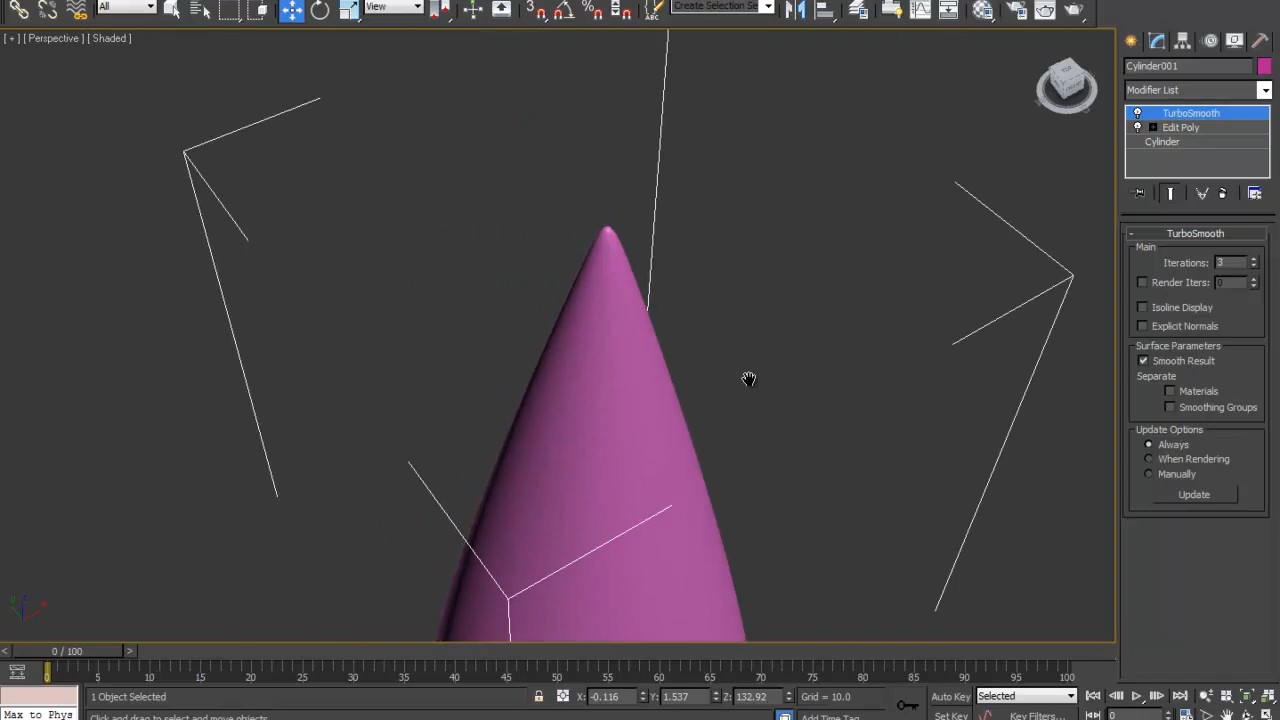 All
View
Create Selection Se
[ + ] [ Perspective ] [ Shaded ]
TOP
Cylinder001
Modifier List
TurboSmooth
Edit Poly
Cylinder
- TurboSmooth
Main
Iterations: 3
Render Iters: 0
Isoline Display
Explicit Normals
Surface Parameters
Smooth Result
Separate
Materials
Smoothing Groups
Update Options
Always
When Rendering
Manually
Update
< 0 / 100 >
0 5 10 15 20 25 30 35 40 45 50 55 60 65 70 75 80 85 90 95 100
1 Object Selected X: -0.116 Y: 1.537 Z: 132.92 Grid = 10.0 Auto Key Selected
Max to Phys Click and drag to select and move objects Add Time Tag Set Key Key Filters... 0